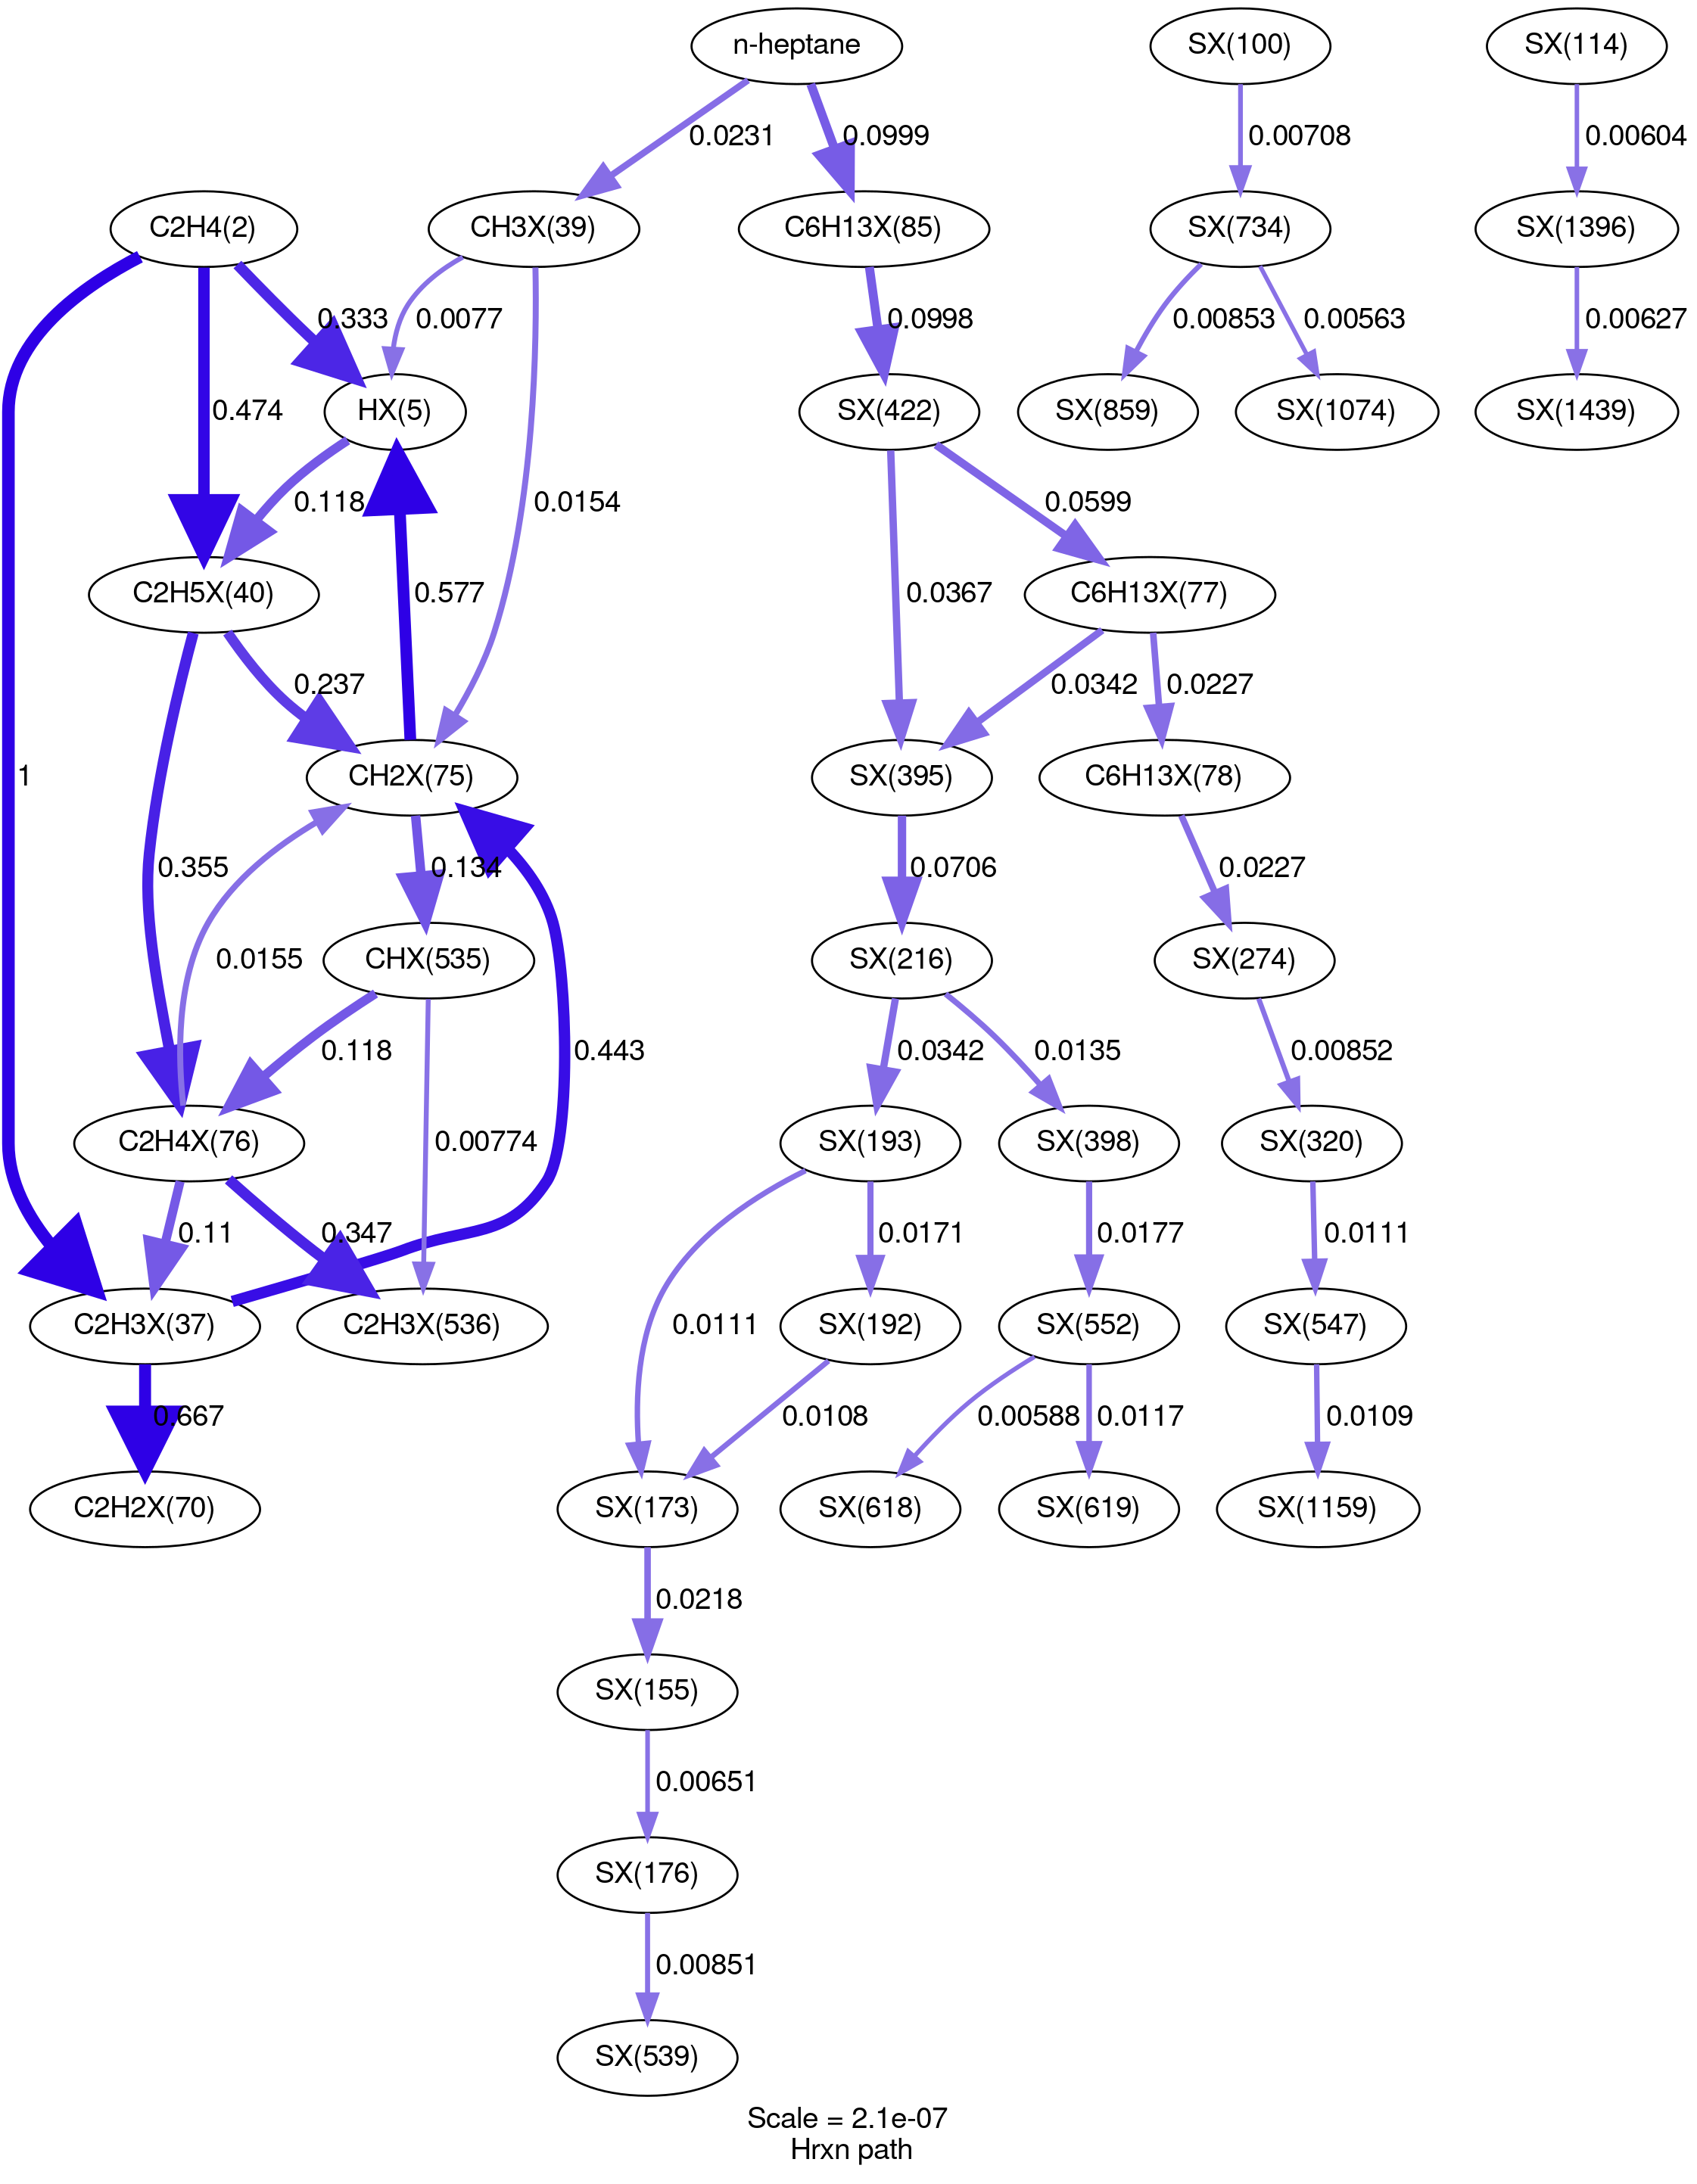 n-heptane
SX(100)
SX(114)
0.0231
0.0999
0.00708
0.00604
C2H4(2)
CH3X(39)
C6H13X(85)
SX(734)
SX(1396)
0.333
0.0077
0.0998
0.00853
0.00563
0.00627
0.474
HX(5)
SX(422)
SX(859)
SX(1074)
SX(1439)
0.118
0.0154
0.0599
C2H5X(40)
0.577
0.0367
C6H13X(77)
0.237
0.0342
0.0227
1
CH2X(75)
SX(395)
C6H13X(78)
0.355
0.134
0.0706
0.0227
0.0155
CHX(535)
SX(216)
SX(274)
0.118
0.443
0.0342
0.0135
0.00852
C2H4X(76)
0.00774
SX(193)
SX(398)
SX(320)
0.11
0.347
0.0171
0.0177
0.0111
C2H3X(37)
C2H3X(536)
0.0111
SX(192)
SX(552)
SX(547)
0.667
0.0108
0.00588
0.0117
0.0109
C2H2X(70)
SX(173)
SX(618)
SX(619)
SX(1159)
0.0218
SX(155)
0.00651
SX(176)
0.00851
SX(539)
Scale = 2.1e-07
Hrxn path